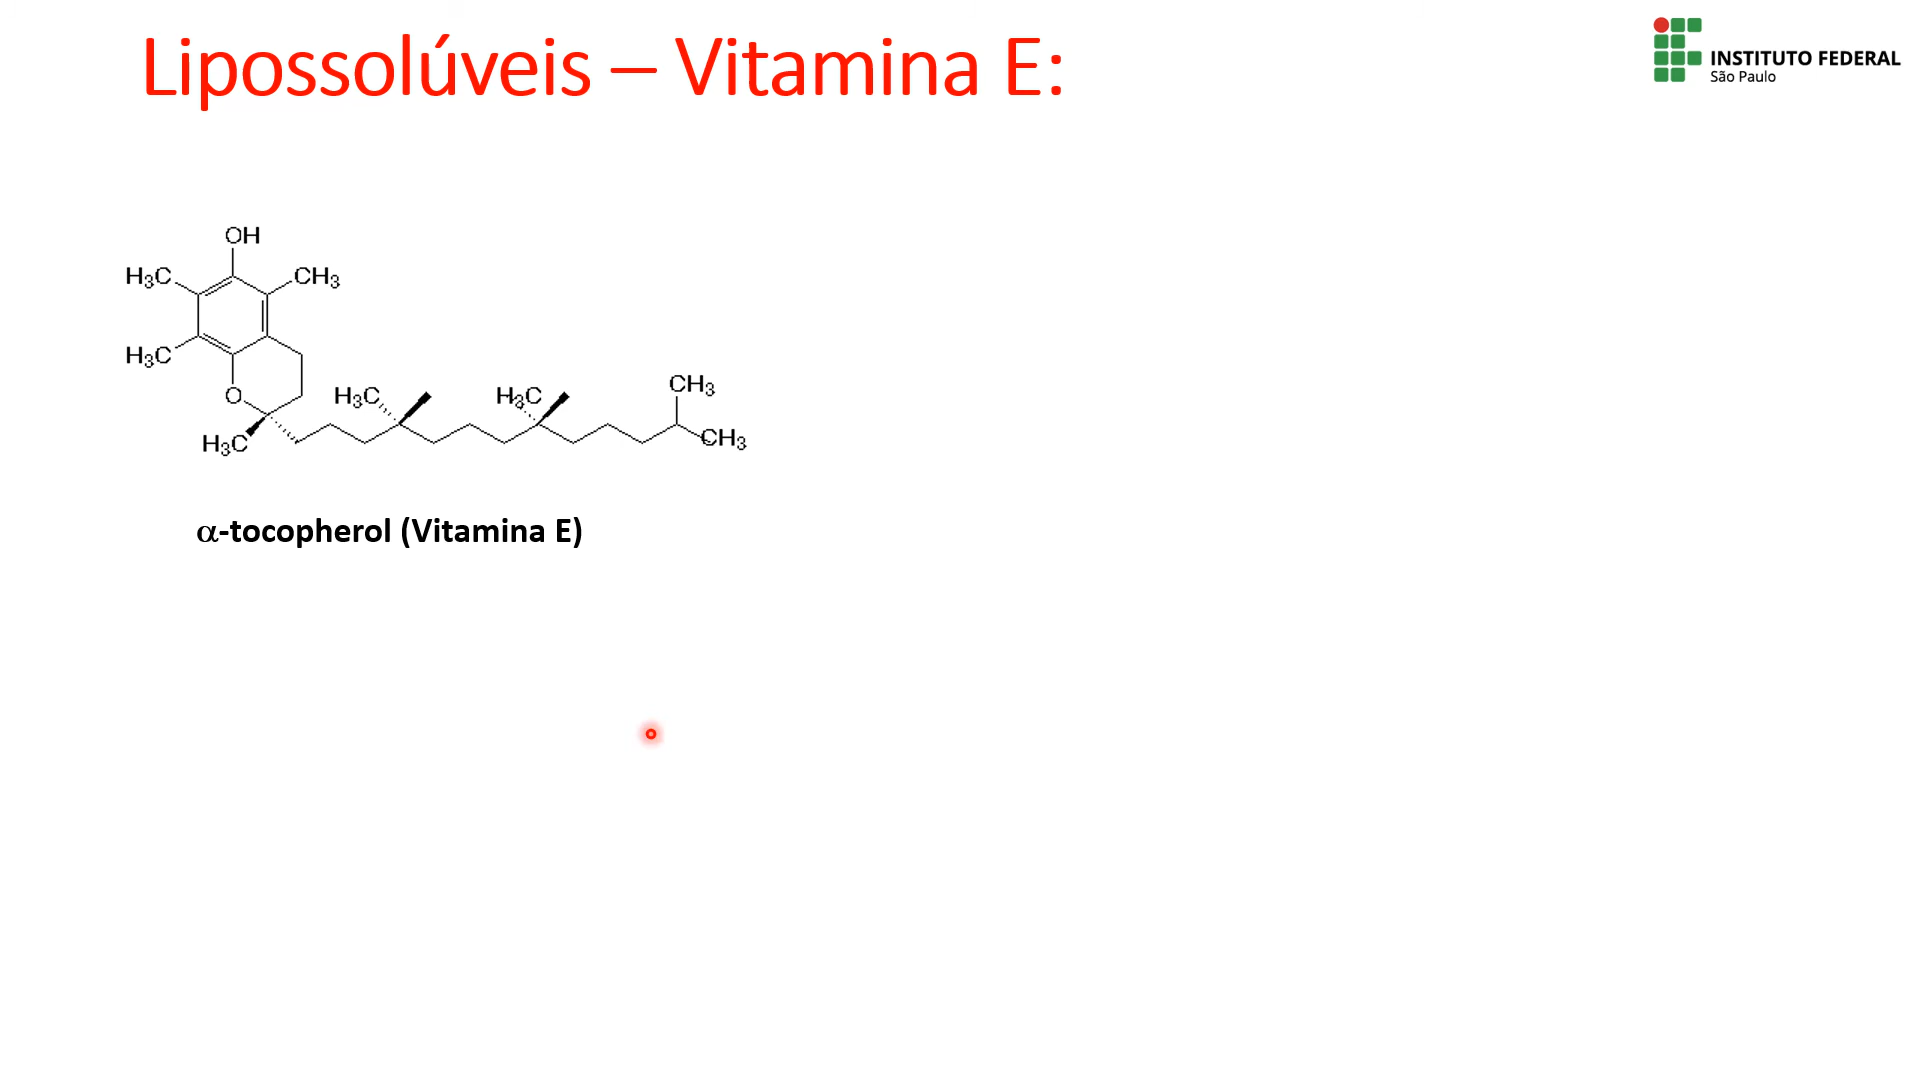 Lipossolúveis – Vitamina E:
INSTITUTO FEDERAL
São Paulo
OH
H₃C
CH₃
H₃C
O
H₃C
H₃C
H₃C
CH₃
CH₃
α-tocopherol (Vitamina E)